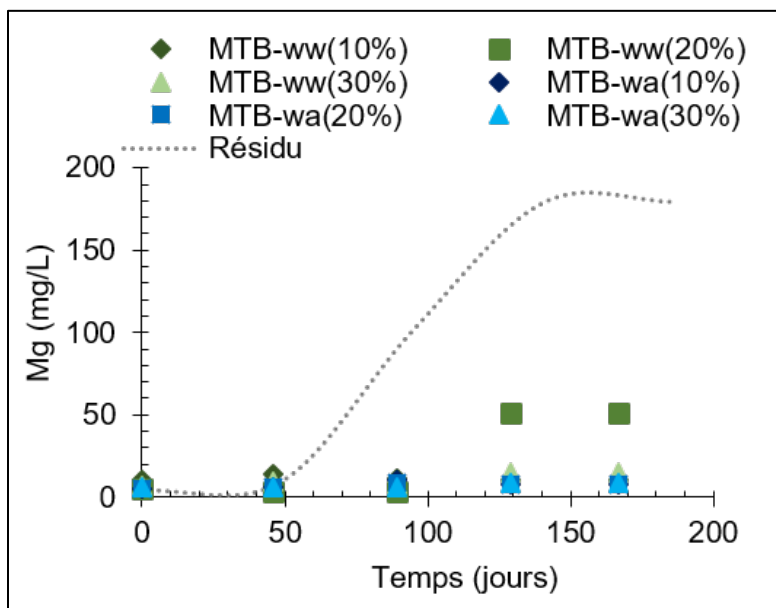 MTB-ww(10%) MTB-ww(20%)
MTB-ww(30%) MTB-wa(10%)
MTB-wa(20%) MTB-wa(30%)
Résidu
200
150
100
50
0
Mg (mg/L)
0 50 100 150 200
Temps (jours)